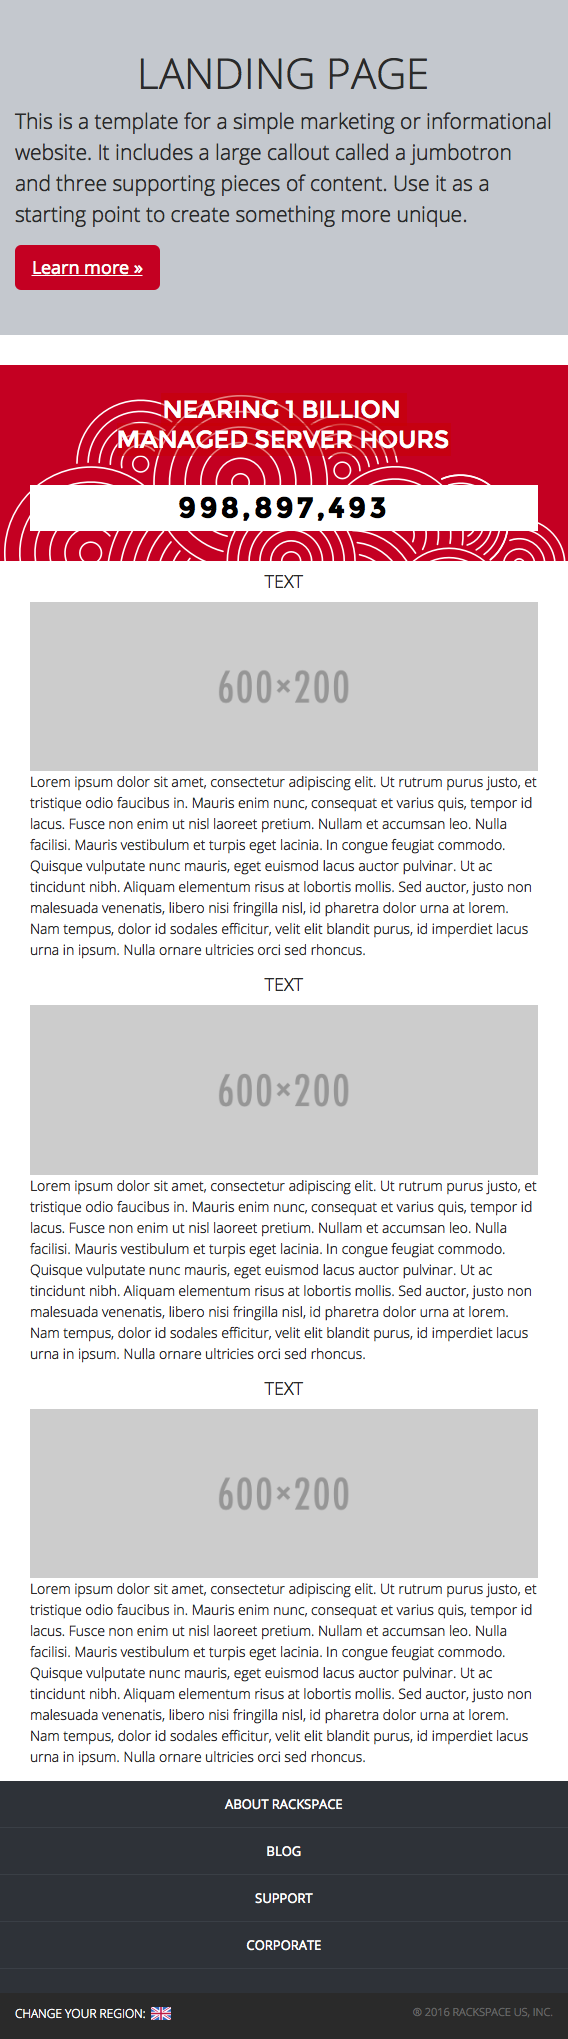 LANDING PAGE
This is a template for a simple marketing or informational
website. It includes a large callout called a jumbotron
and three supporting pieces of content. Use it as a
starting point to create something more unique.
Learn more »
NEARING 1 BILLION
MANAGED SERVER HOURS
998,897,493
TEXT
600×200
Lorem ipsum dolor sit amet, consectetur adipiscing elit. Ut rutrum purus justo, et
tristique odio faucibus in. Mauris enim nunc, consequat et varius quis, tempor id
lacus. Fusce non enim ut nisl laoreet pretium. Nullam et accumsan leo. Nulla
facilisi. Mauris vestibulum et turpis eget lacinia. In congue feugiat commodo.
Quisque vulputate nunc mauris, eget euismod lacus auctor pulvinar. Ut ac
tincidunt nibh. Aliquam elementum risus at lobortis mollis. Sed auctor, justo non
malesuada venenatis, libero nisi fringilla nisl, id pharetra dolor urna at lorem.
Nam tempus, dolor id sodales efficitur, velit elit blandit purus, id imperdiet lacus
urna in ipsum. Nulla ornare ultricies orci sed rhoncus.
TEXT
600×200
Lorem ipsum dolor sit amet, consectetur adipiscing elit. Ut rutrum purus justo, et
tristique odio faucibus in. Mauris enim nunc, consequat et varius quis, tempor id
lacus. Fusce non enim ut nisl laoreet pretium. Nullam et accumsan leo. Nulla
facilisi. Mauris vestibulum et turpis eget lacinia. In congue feugiat commodo.
Quisque vulputate nunc mauris, eget euismod lacus auctor pulvinar. Ut ac
tincidunt nibh. Aliquam elementum risus at lobortis mollis. Sed auctor, justo non
malesuada venenatis, libero nisi fringilla nisl, id pharetra dolor urna at lorem.
Nam tempus, dolor id sodales efficitur, velit elit blandit purus, id imperdiet lacus
urna in ipsum. Nulla ornare ultricies orci sed rhoncus.
TEXT
600×200
Lorem ipsum dolor sit amet, consectetur adipiscing elit. Ut rutrum purus justo, et
tristique odio faucibus in. Mauris enim nunc, consequat et varius quis, tempor id
lacus. Fusce non enim ut nisl laoreet pretium. Nullam et accumsan leo. Nulla
facilisi. Mauris vestibulum et turpis eget lacinia. In congue feugiat commodo.
Quisque vulputate nunc mauris, eget euismod lacus auctor pulvinar. Ut ac
tincidunt nibh. Aliquam elementum risus at lobortis mollis. Sed auctor, justo non
malesuada venenatis, libero nisi fringilla nisl, id pharetra dolor urna at lorem.
Nam tempus, dolor id sodales efficitur, velit elit blandit purus, id imperdiet lacus
urna in ipsum. Nulla ornare ultricies orci sed rhoncus.
ABOUT RACKSPACE
BLOG
SUPPORT
CORPORATE
CHANGE YOUR REGION:
© 2016 RACKSPACE US, INC.